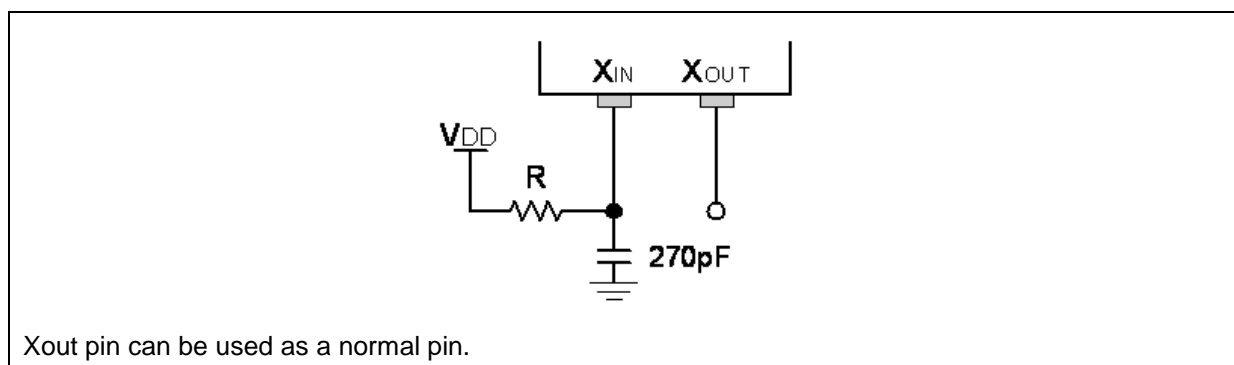 XIN XOUT
VDD
R
270pF
Xout pin can be used as a normal pin.